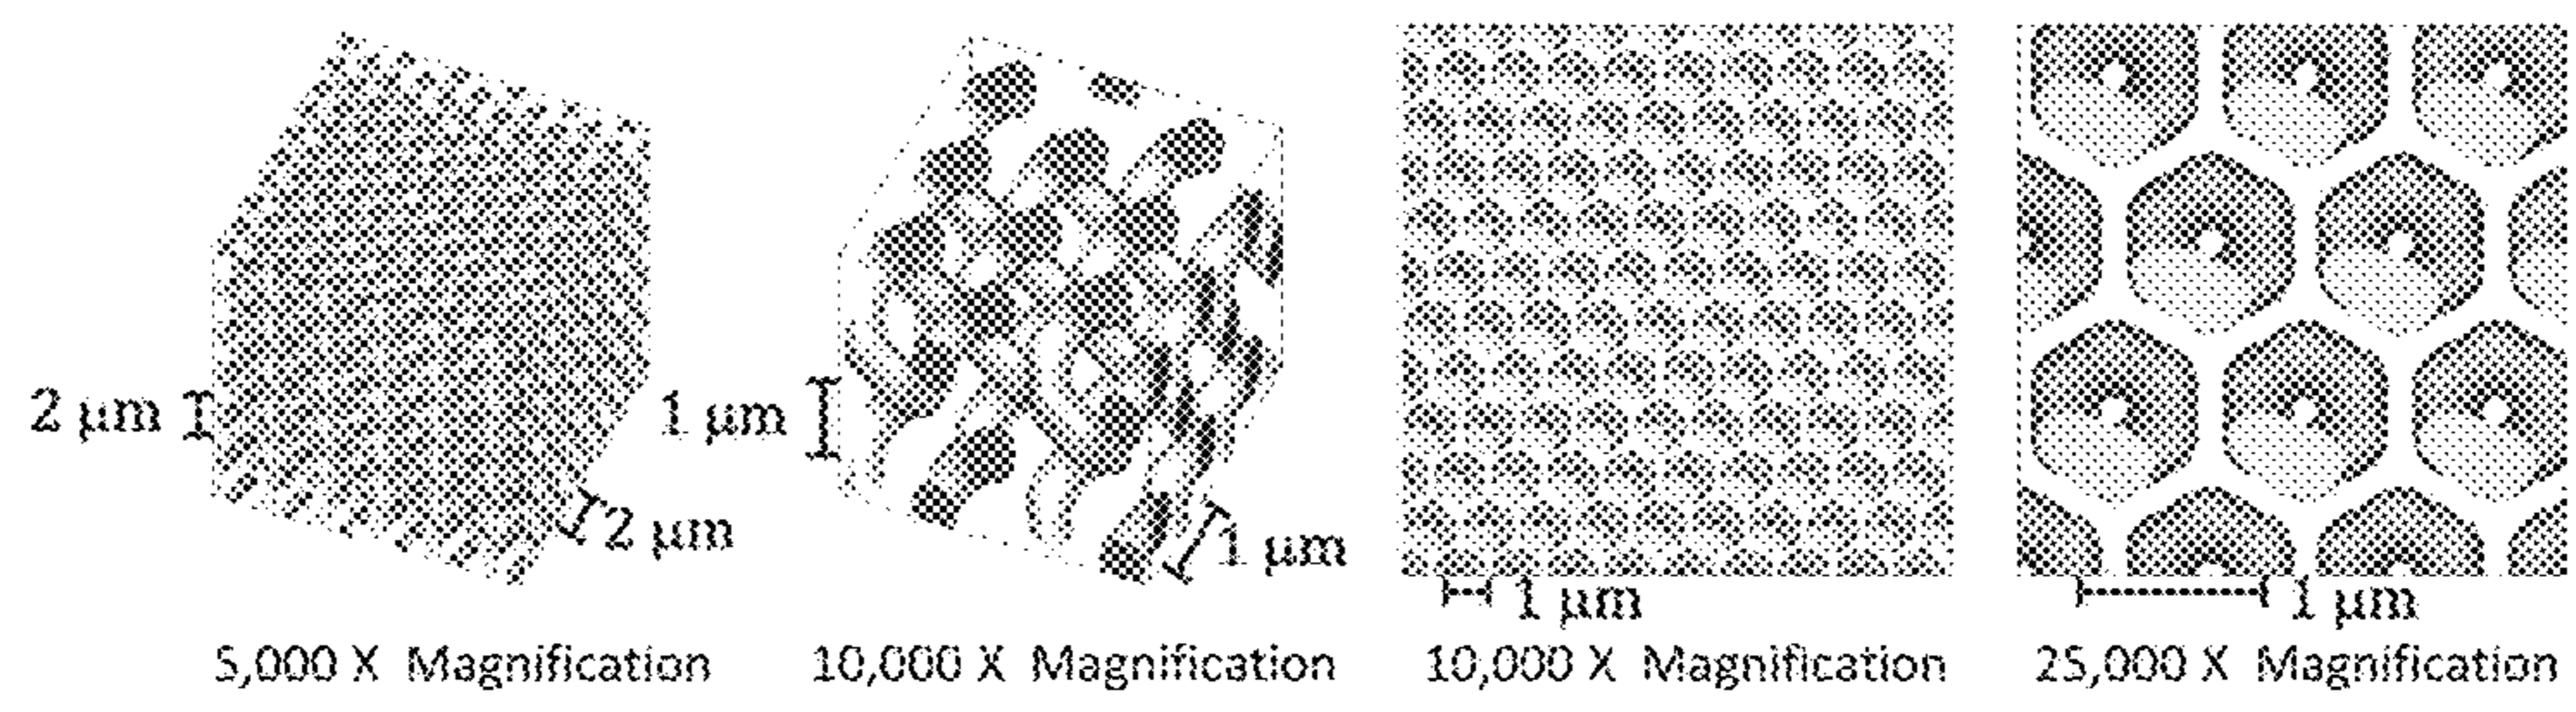 2 μm
2 μm
1 μm
1 μm
1 μm
1 μm
5,000 X Magnification
10,000 X Magnification
10,000 X Magnification
25,000 X Magnification